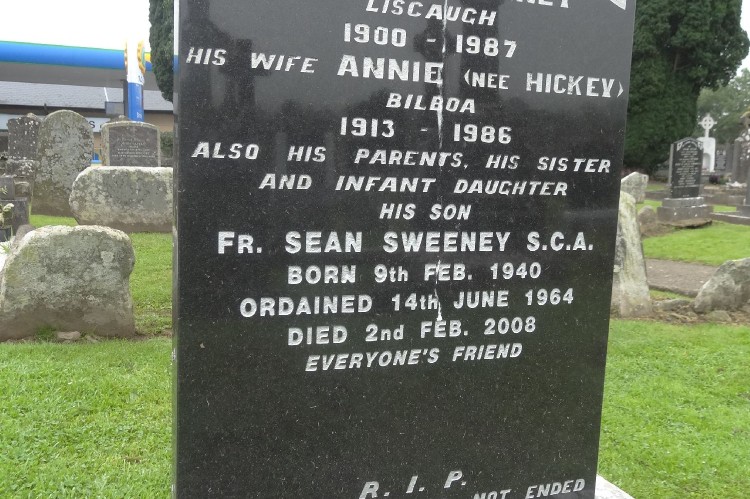 LISCAUGH
1900 - 1987
HIS WIFE ANNIE (NEE HICKEY)
BILBOA
1913 - 1986
ALSO HIS PARENTS, HIS SISTER
AND INFANT DAUGHTER
HIS SON
FR. SEAN SWEENEY S.C.A.
BORN 9th FEB. 1940
ORDAINED 14th JUNE 1964
DIED 2nd FEB. 2008
EVERYONE'S FRIEND
R. I. P.
NOT ENDED